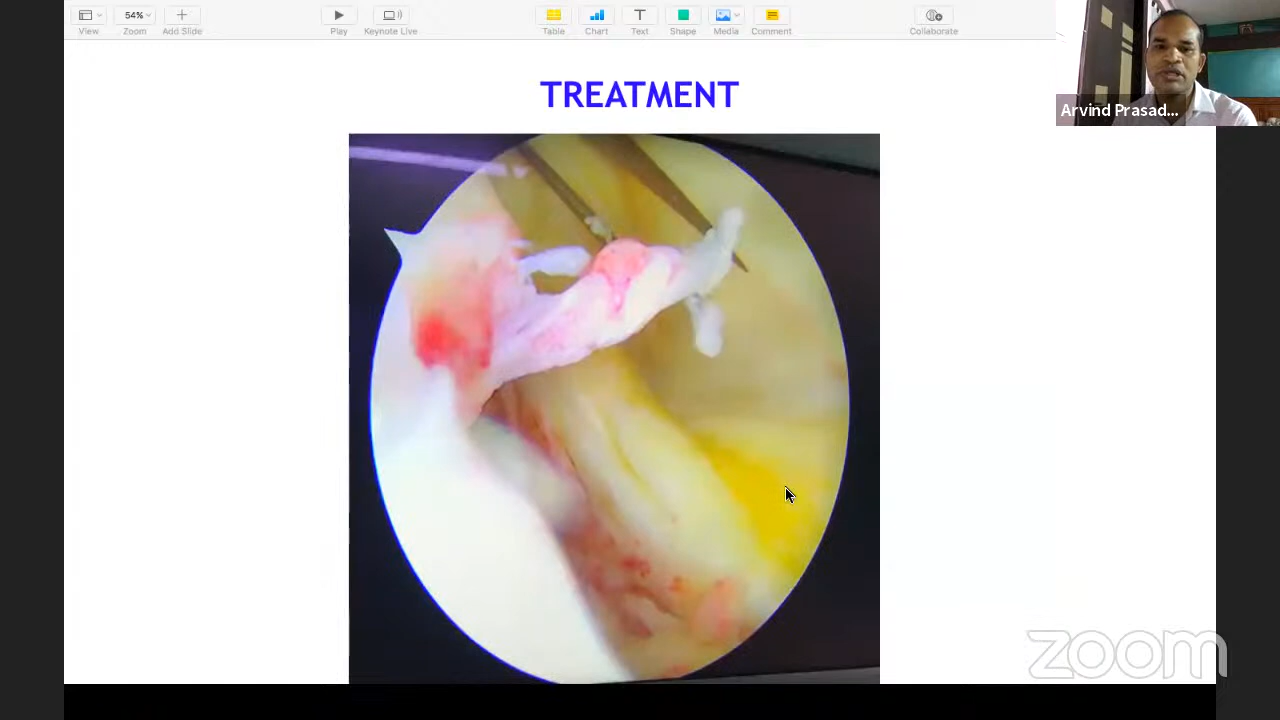 54%
View
Zoom
Add Slide
Play
Keynote Live
Table
Chart
Text
Shape
Media
Comment
Collaborate
Arvind Prasad...
TREATMENT
zoom